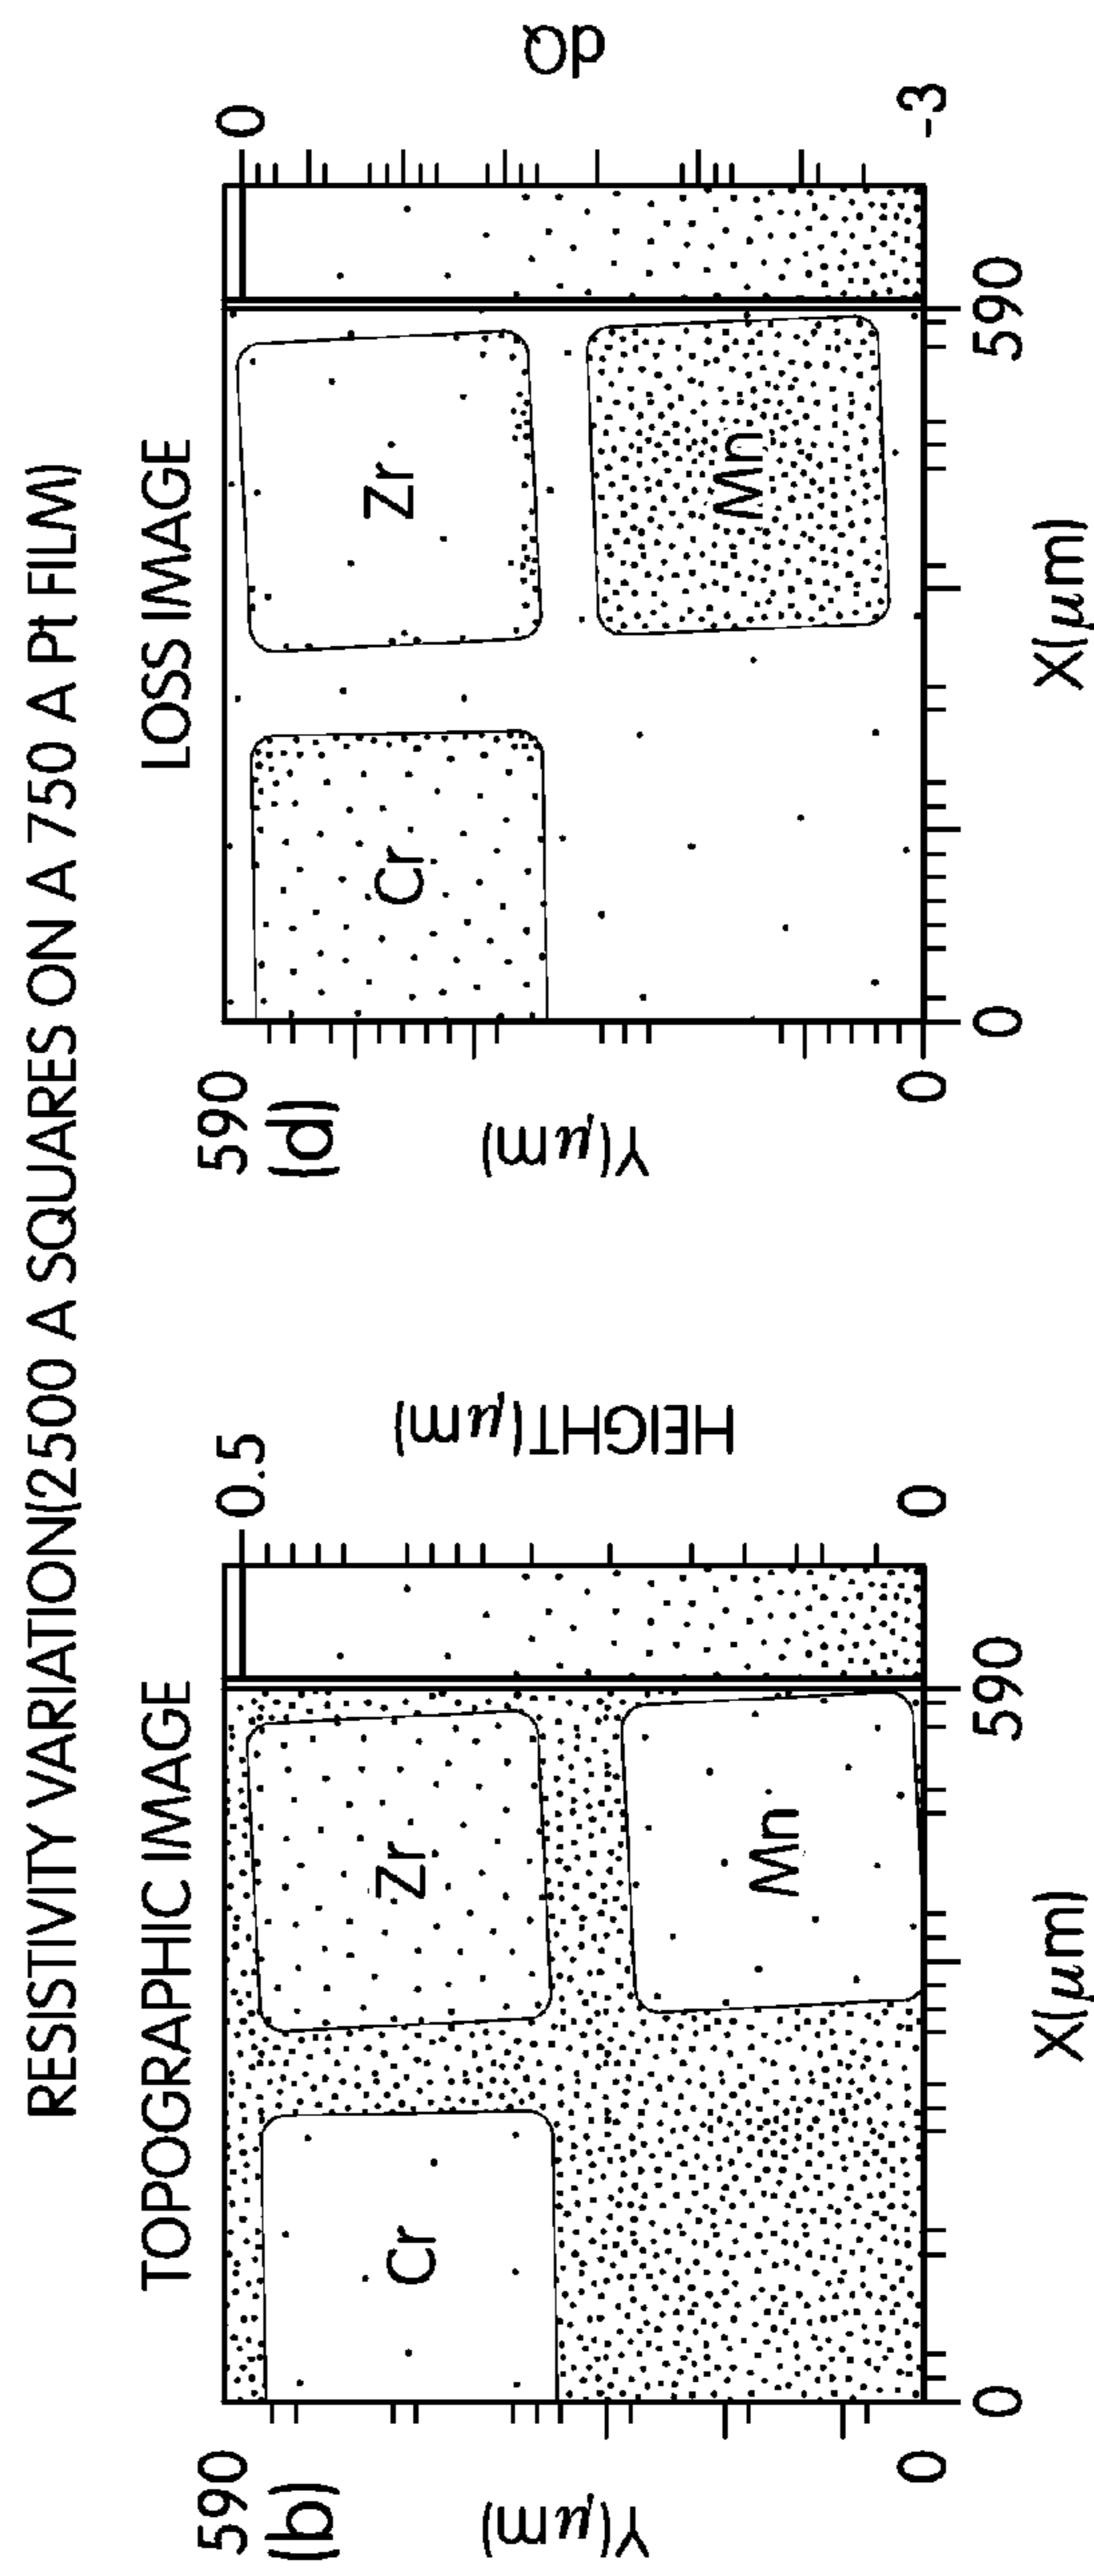 RESISTIVITY VARIATION(2500 A SQUARES ON A 750 A Pt FILM)
TOPOGRAPHIC IMAGE
590
(b)
Y(μm)
0
Cr
Zr
Mn
0.5
HEIGHT(μm)
0
0
590
X(μm)
LOSS IMAGE
590
(d)
Y(μm)
0
Cr
Zr
Mn
0
dQ
-3
0
590
X(μm)